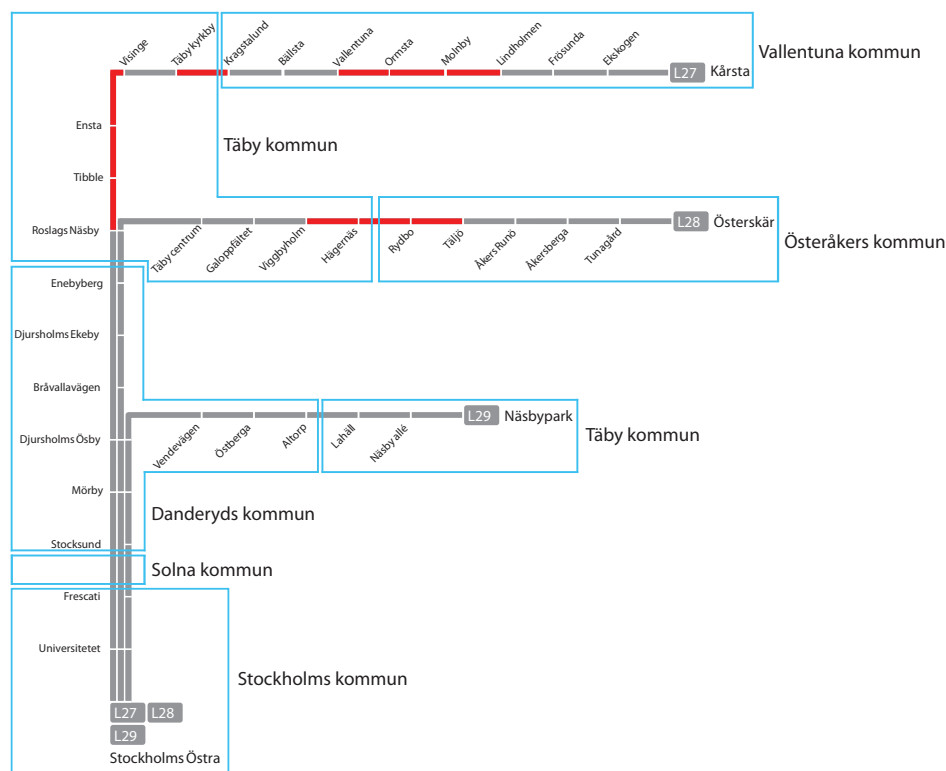 Visinge
Täby kyrkby
Kragstalund
Bällsta
Vallentuna
Ormsta
Molnby
Lindholmen
Frösunda
Ekskogen
L27 Kårsta
Vallentuna kommun
Ensta
Täby kommun
Tibble
Roslags Näsby
Täby centrum
Galoppfältet
Viggbyholm
Hägernäs
Rydbo
Täljö
Åkers Runö
Åkersberga
Tunagård
L28 Österskär
Österåkers kommun
Enebyberg
Djursholms Ekeby
Bråvallavägen
Djursholms Ösby
Vendevägen
Östberga
Altorp
Lahäll
Näsby allé
L29 Näsbypark
Täby kommun
Mörby
Danderyds kommun
Stocksund
Solna kommun
Frescati
Universitetet
Stockholms kommun
L27 L28
L29
Stockholms Östra